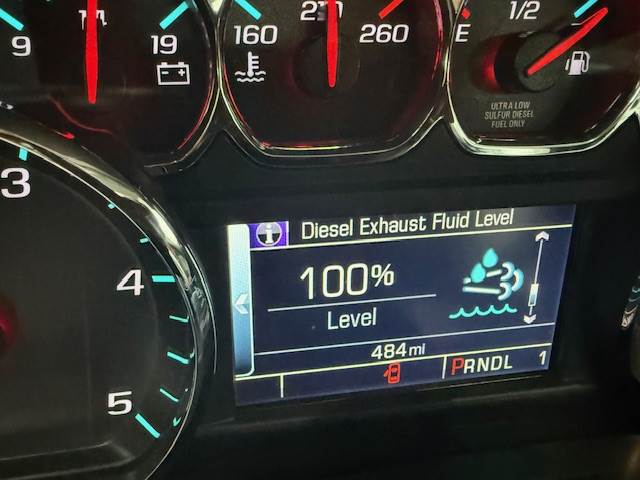 9
19
160
210
260
E
1/2
ULTRA LOW
SULFUR DIESEL
FUEL ONLY
3
4
5
Diesel Exhaust Fluid Level
100%
Level
484 mi
PRNDL 1